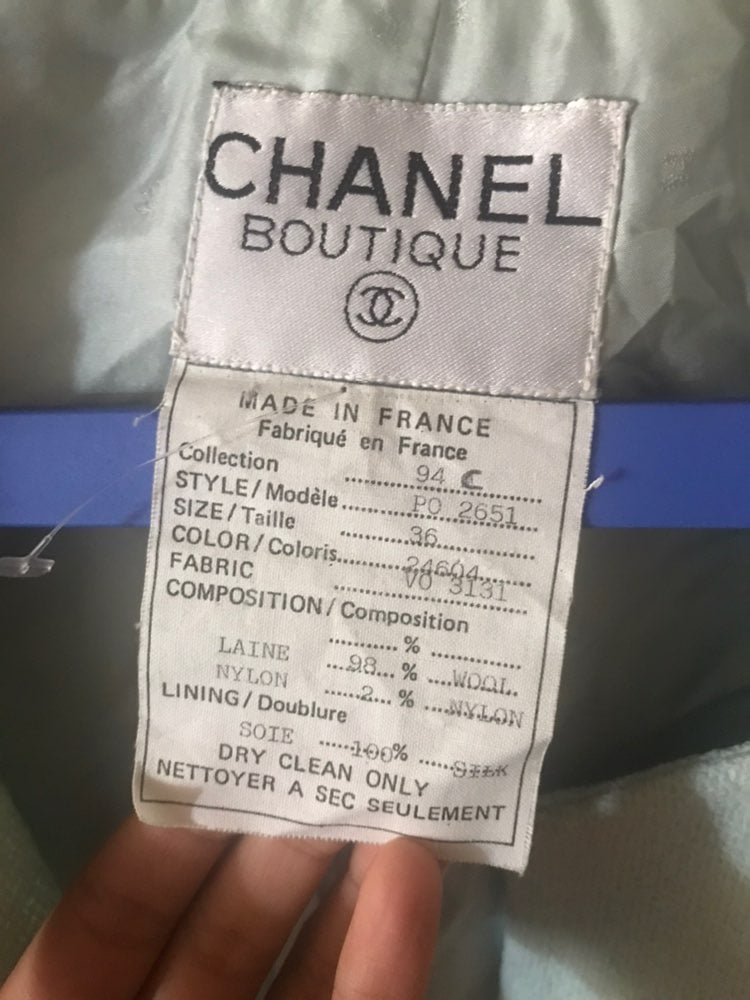 CHANEL
BOUTIQUE
MADE IN FRANCE
Fabriqué en France
Collection ............ 94 C
STYLE/Modèle............ PO 2651
SIZE/Taille ............ 36
COLOR/Coloris............ 24604
FABRIC ............ VO 3131
COMPOSITION/Composition
............% ............
LAINE ...98... % ....WOOL.
NYLON ......2... % .....NYLON
LINING/Doublure
SOIE ......100% ......SILK
DRY CLEAN ONLY
NETTOYER A SEC SEULEMENT